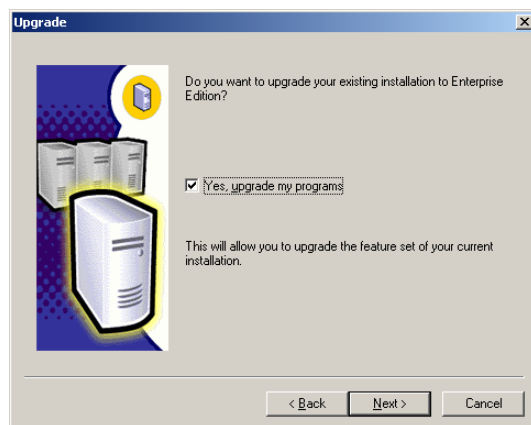 Upgrade
Do you want to upgrade your existing installation to Enterprise
Edition?
Yes, upgrade my programs
This will allow you to upgrade the feature set of your current
installation.
< Back
Next >
Cancel